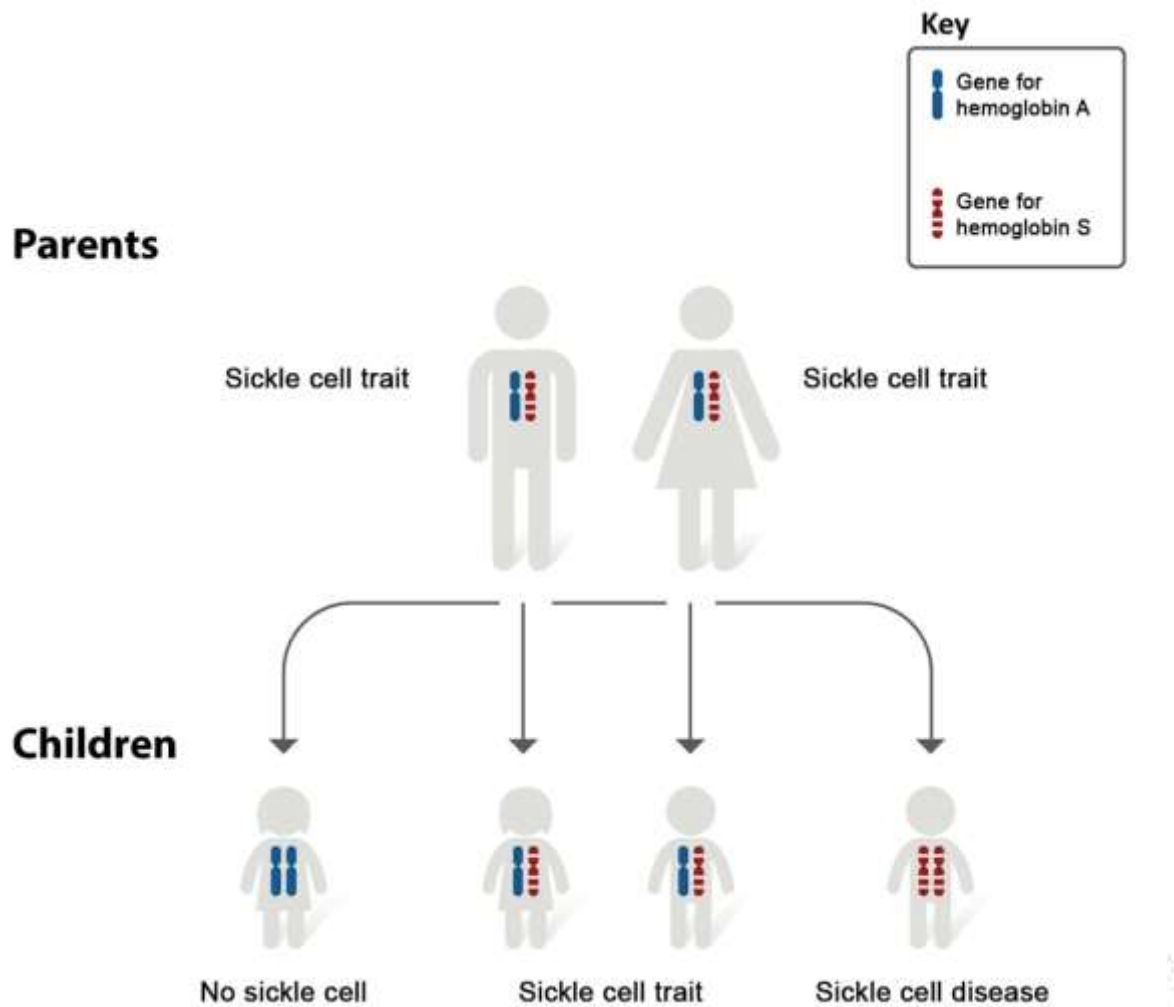 Key
Gene for
hemoglobin A
Gene for
hemoglobin S
Parents
Sickle cell trait
Sickle cell trait
Children
No sickle cell
Sickle cell trait
Sickle cell disease